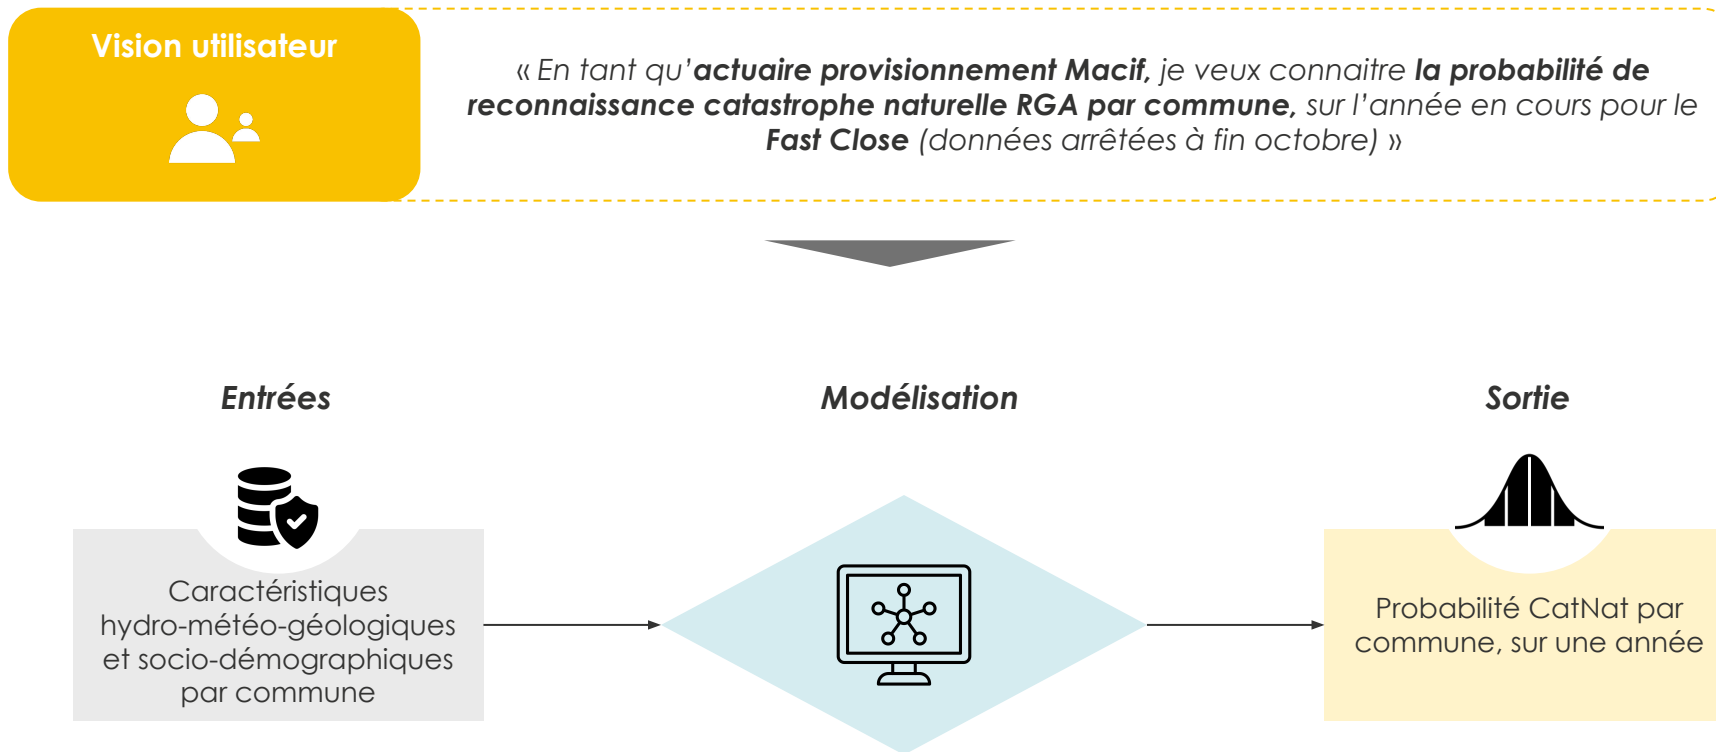 Vision utilisateur
« En tant qu’actuaire provisionnement Macif, je veux connaitre la probabilité de
reconnaissance catastrophe naturelle RGA par commune, sur l’année en cours pour le
Fast Close (données arrêtées à fin octobre) »
Entrées
Modélisation
Sortie
Caractéristiques
hydro-météo-géologiques
et socio-démographiques
par commune
Probabilité CatNat par
commune, sur une année